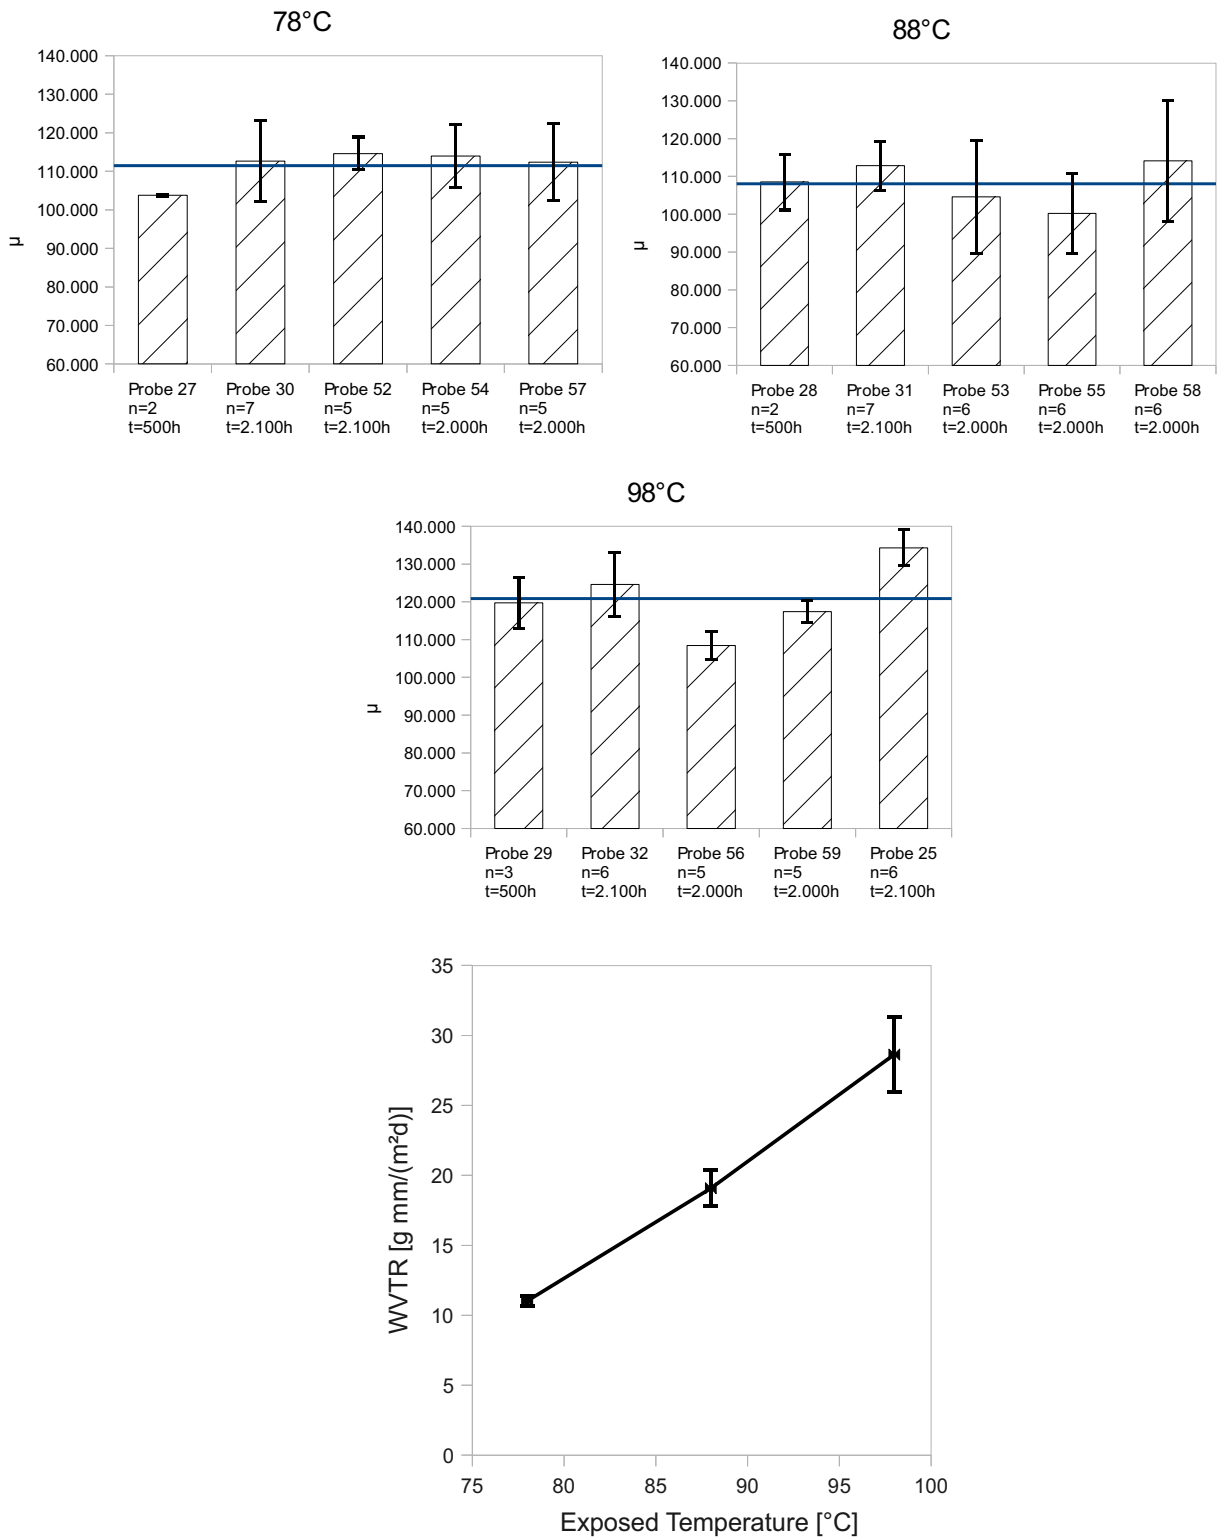 78°C
140.000
130.000
120.000
110.000
100.000
90.000
80.000
70.000
60.000
µ
Probe 27
n=2
t=500h
Probe 30
n=7
t=2.100h
Probe 52
n=5
t=2.100h
Probe 54
n=5
t=2.000h
Probe 57
n=5
t=2.000h
88°C
140.000
130.000
120.000
110.000
100.000
90.000
80.000
70.000
60.000
µ
Probe 28
n=2
t=500h
Probe 31
n=7
t=2.100h
Probe 53
n=6
t=2.000h
Probe 55
n=6
t=2.000h
Probe 58
n=6
t=2.000h
98°C
140.000
130.000
120.000
110.000
100.000
90.000
80.000
70.000
60.000
µ
Probe 29
n=3
t=500h
Probe 32
n=6
t=2.100h
Probe 56
n=5
t=2.000h
Probe 59
n=5
t=2.000h
Probe 25
n=6
t=2.100h
35
30
25
20
15
10
5
0
WVTR [g mm/(m²d)]
75 80 85 90 95 100
Exposed Temperature [°C]